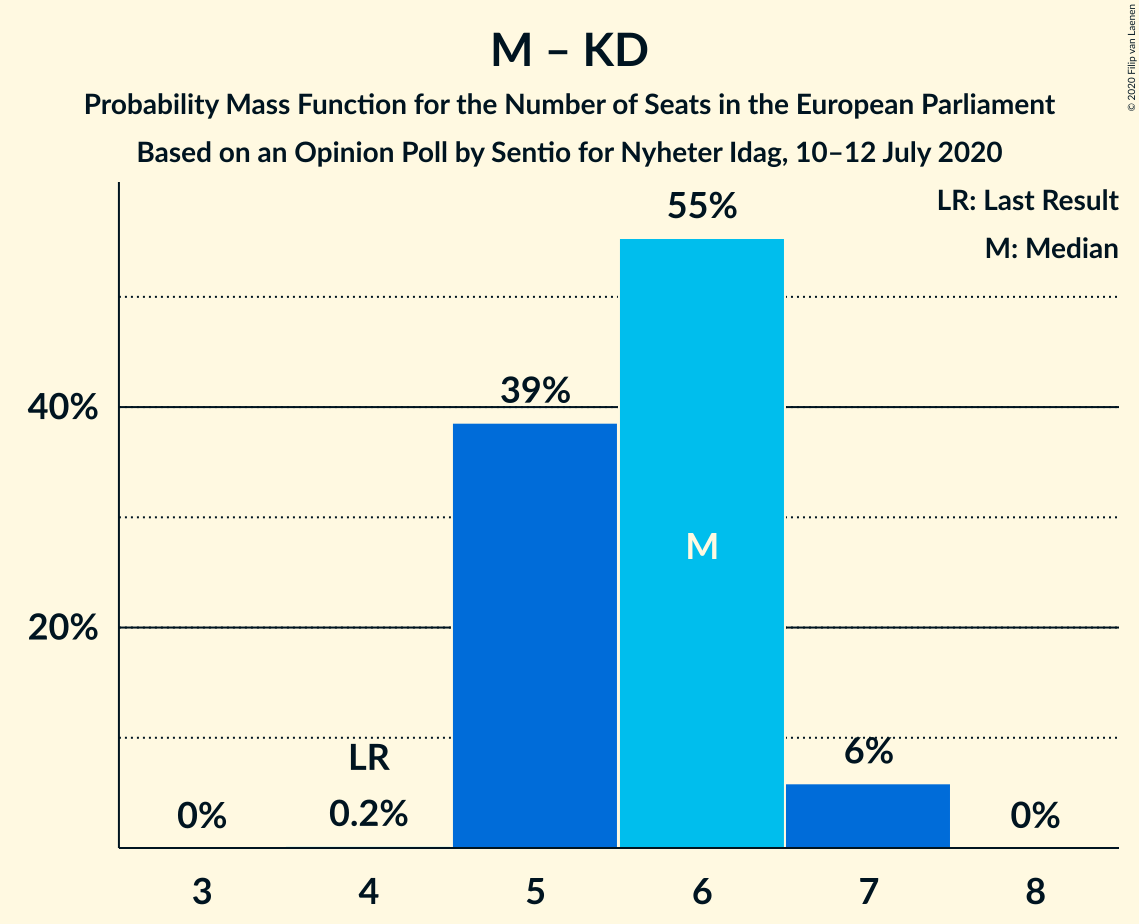 M – KD
Probability Mass Function for the Number of Seats in the European Parliament
Based on an Opinion Poll by Sentio for Nyheter Idag, 10–12 July 2020
© 2020 Filip van Laenen
LR: Last Result
M: Median
55%
39%
40%
M
20%
LR
6%
0%
0.2%
0%
3 4 5 6 7 8